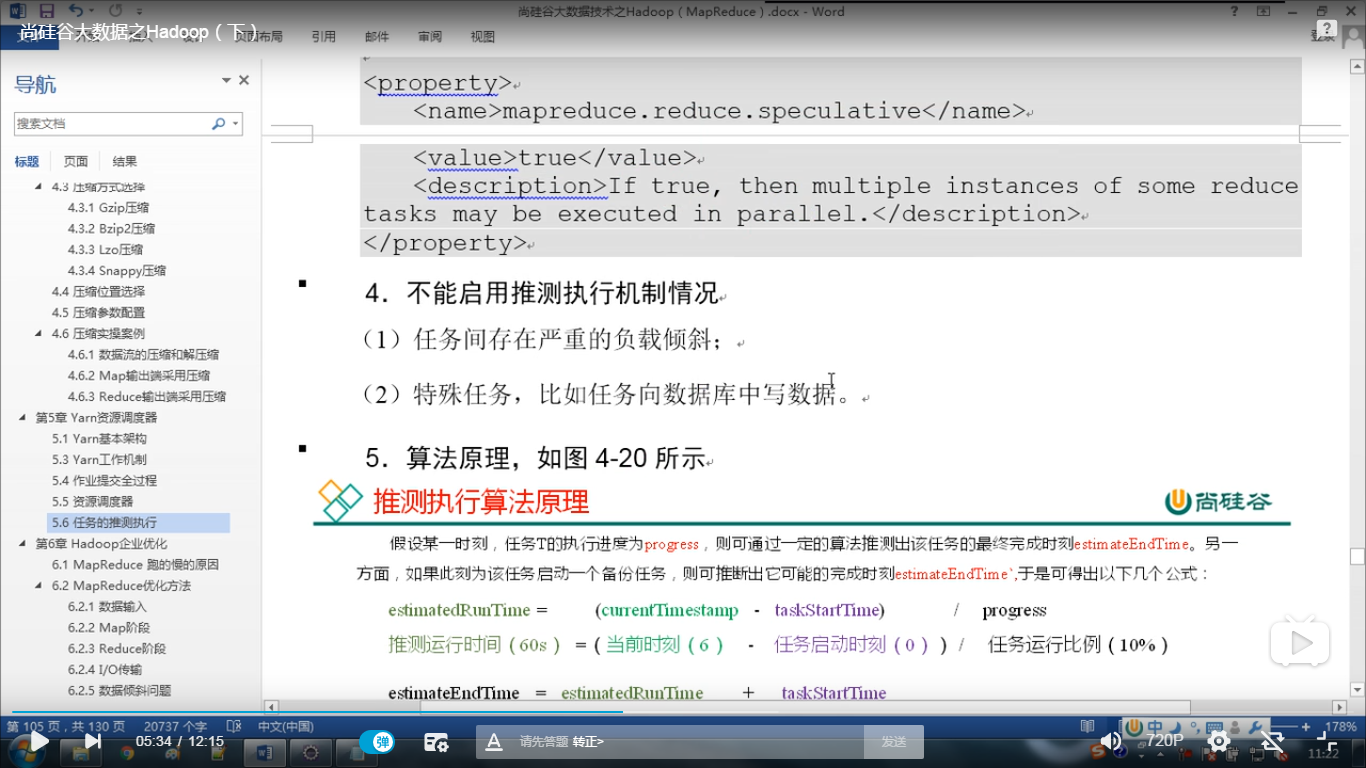 尚硅谷大数据技术之Hadoop（MapReduce）.docx - Word
尚硅谷大数据之Hadoop（下）
页面布局 引用 邮件 审阅 视图
导航
搜索文档
标题 页面 结果
4.3 压缩方式选择
4.3.1 Gzip压缩
4.3.2 Bzip2压缩
4.3.3 Lzo压缩
4.3.4 Snappy压缩
4.4 压缩位置选择
4.5 压缩参数配置
4.6 压缩实操案例
4.6.1 数据流的压缩和解压缩
4.6.2 Map输出端采用压缩
4.6.3 Reduce输出端采用压缩
第5章 Yarn资源调度器
5.1 Yarn基本架构
5.3 Yarn工作机制
5.4 作业提交全过程
5.5 资源调度器
5.6 任务的推测执行
第6章 Hadoop企业优化
6.1 MapReduce 跑的慢的原因
6.2 MapReduce优化方法
6.2.1 数据输入
6.2.2 Map阶段
6.2.3 Reduce阶段
6.2.4 I/O传输
6.2.5 数据倾斜问题
<property>
<name>mapreduce.reduce.speculative</name>
<value>true</value>
<description>If true, then multiple instances of some reduce
tasks may be executed in parallel.</description>
</property>
4．不能启用推测执行机制情况
（1）任务间存在严重的负载倾斜；
（2）特殊任务，比如任务向数据库中写数据。
5．算法原理，如图 4-20 所示
推测执行算法原理
尚硅谷
假设某一时刻，任务T的执行进度为progress，则可通过一定的算法推测出该任务的最终完成时刻estimateEndTime。另一
方面，如果此刻为该任务启动一个备份任务，则可推断出它可能的完成时刻estimateEndTime`,于是可得出以下几个公式：
estimatedRunTime = (currentTimestamp - taskStartTime) / progress
推测运行时间（60s） =（当前时刻（6） - 任务启动时刻（0）） / 任务运行比例（10%）
estimateEndTime = estimatedRunTime + taskStartTime
第 105 页，共 130 页 20737 个字 中文(中国) 178%
05:34 / 12:15 弹 请先答题 转正> 发送 720P
11:22